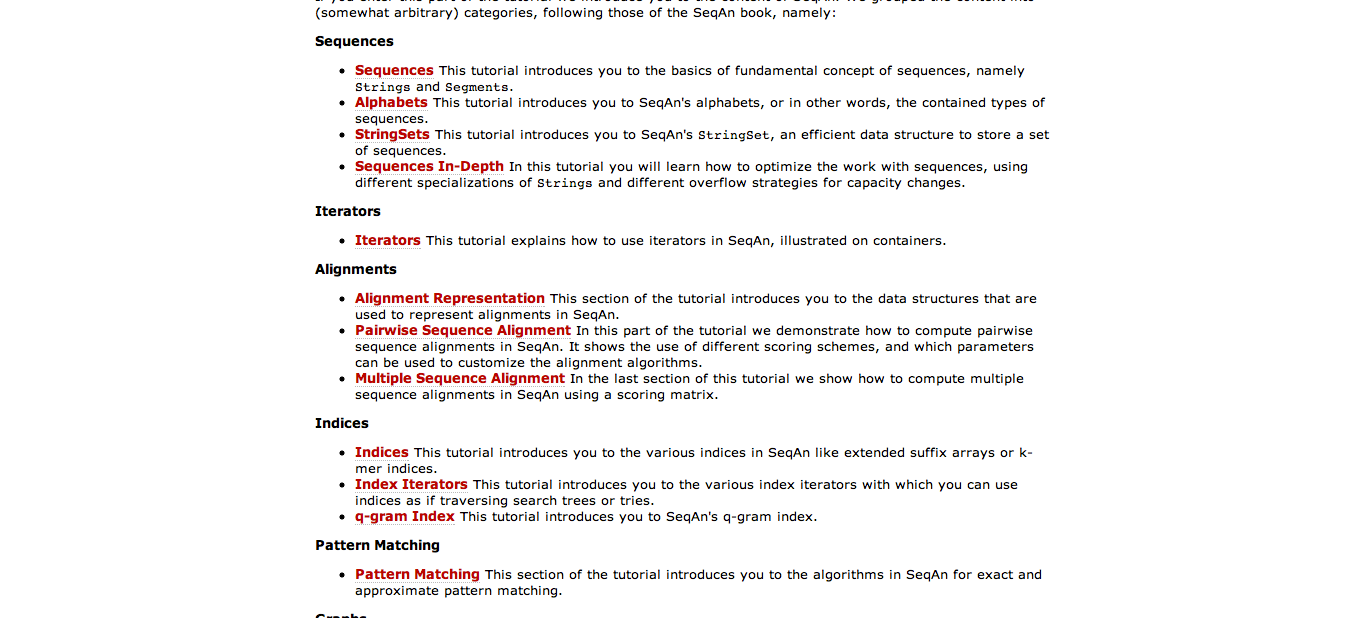 (somewhat arbitrary) categories, following those of the SeqAn book, namely:
Sequences
Sequences This tutorial introduces you to the basics of fundamental concept of sequences, namely
Strings and Segments.
Alphabets This tutorial introduces you to SeqAn's alphabets, or in other words, the contained types of
sequences.
StringSets This tutorial introduces you to SeqAn's StringSet, an efficient data structure to store a set
of sequences.
Sequences In-Depth In this tutorial you will learn how to optimize the work with sequences, using
different specializations of Strings and different overflow strategies for capacity changes.
Iterators
Iterators This tutorial explains how to use iterators in SeqAn, illustrated on containers.
Alignments
Alignment Representation This section of the tutorial introduces you to the data structures that are
used to represent alignments in SeqAn.
Pairwise Sequence Alignment In this part of the tutorial we demonstrate how to compute pairwise
sequence alignments in SeqAn. It shows the use of different scoring schemes, and which parameters
can be used to customize the alignment algorithms.
Multiple Sequence Alignment In the last section of this tutorial we show how to compute multiple
sequence alignments in SeqAn using a scoring matrix.
Indices
Indices This tutorial introduces you to the various indices in SeqAn like extended suffix arrays or k-
mer indices.
Index Iterators This tutorial introduces you to the various index iterators with which you can use
indices as if traversing search trees or tries.
q-gram Index This tutorial introduces you to SeqAn's q-gram index.
Pattern Matching
Pattern Matching This section of the tutorial introduces you to the algorithms in SeqAn for exact and
approximate pattern matching.
Graphs